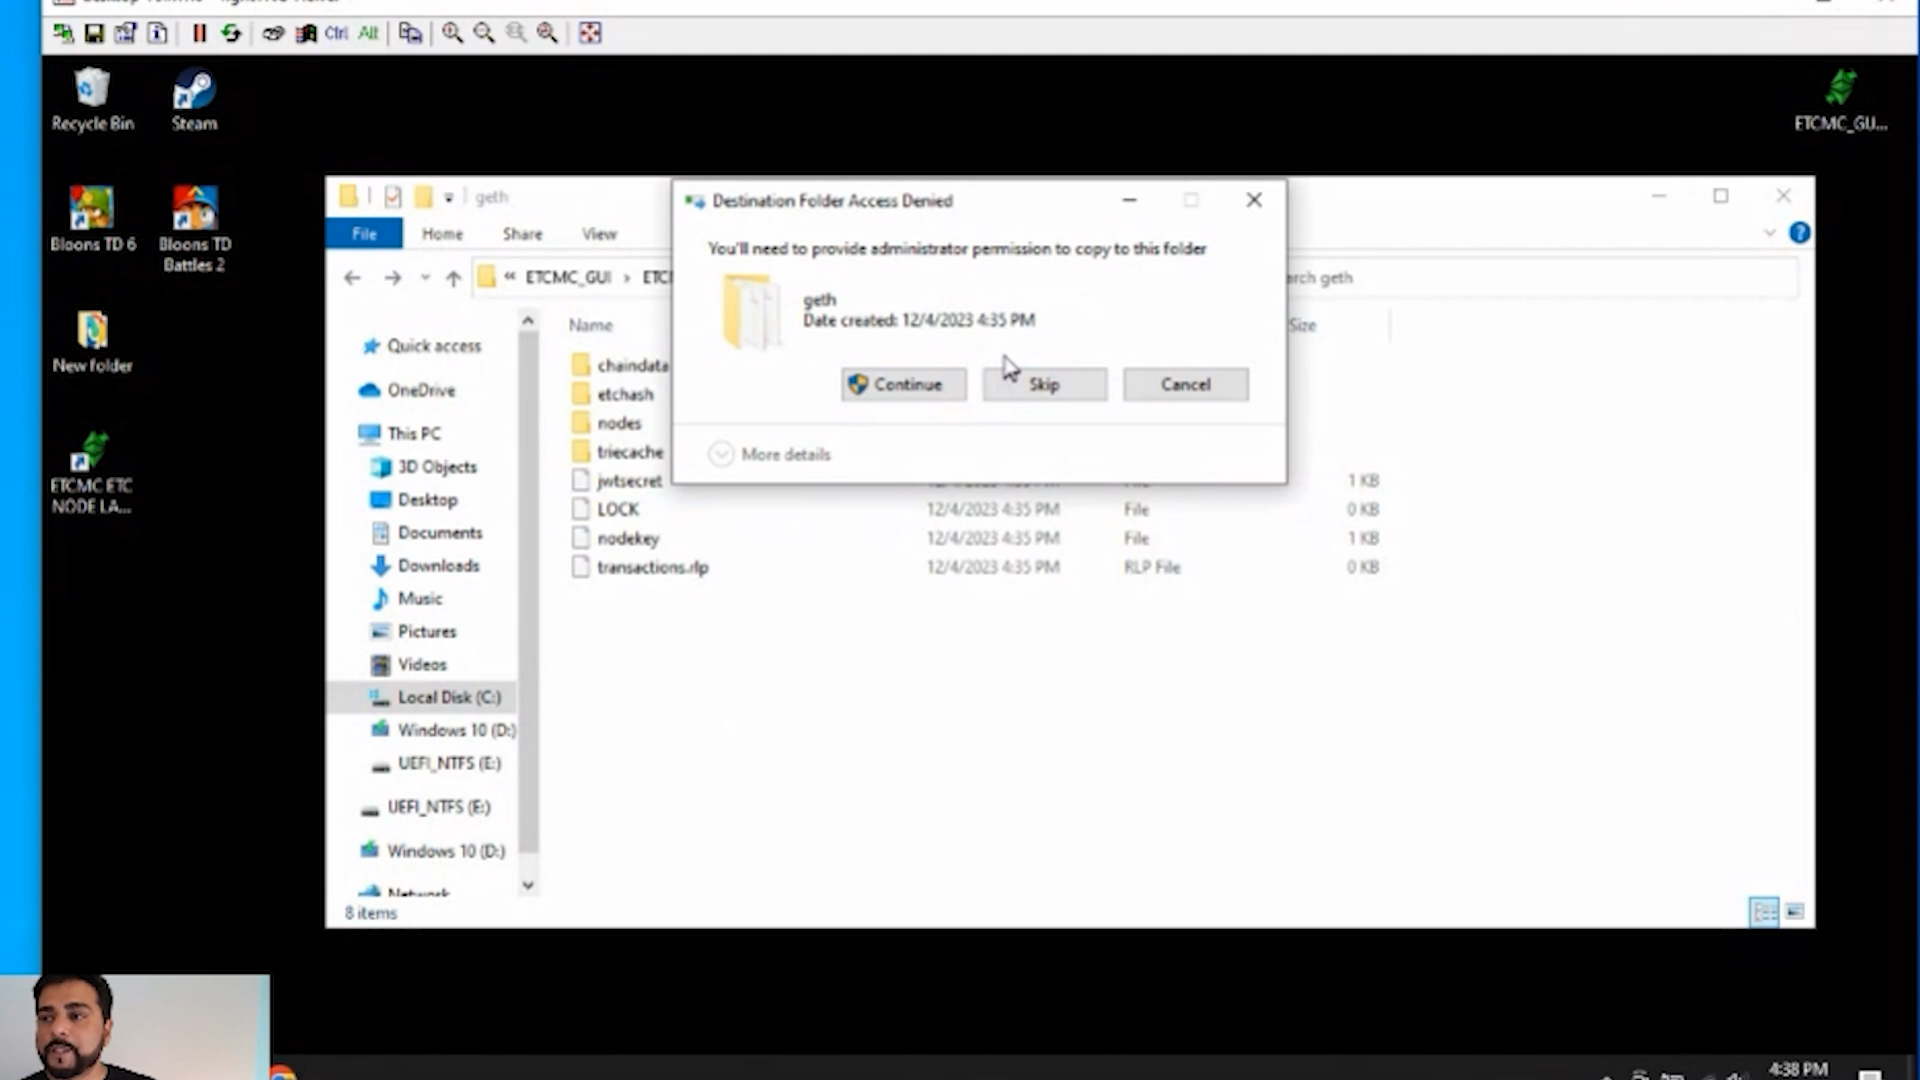 Ctrl Alt
Recycle Bin
Steam
ETCMC_GU...
Bloons TD 6
Bloons TD
Battles 2
New folder
ETCMC ETC
NODE LA...
geth
File
Home
Share
View
« ETCMC_GUI ›
Destination Folder Access Denied
You'll need to provide administrator permission to copy to this folder
geth
Date created: 12/4/2023 4:35 PM
Continue
Skip
Cancel
More details
geth
Name
Size
Quick access
OneDrive
This PC
3D Objects
Desktop
Documents
Downloads
Music
Pictures
Videos
Local Disk (C:)
Windows 10 (D:)
UEFI_NTFS (E:)
UEFI_NTFS (E:)
Windows 10 (D:)
Network
chaindata
etchash
nodes
triecache
jwtsecret 1 KB
LOCK 12/4/2023 4:35 PM File 0 KB
nodekey 12/4/2023 4:35 PM File 1 KB
transactions.rlp 12/4/2023 4:35 PM RLP File 0 KB
8 items
4:38 PM